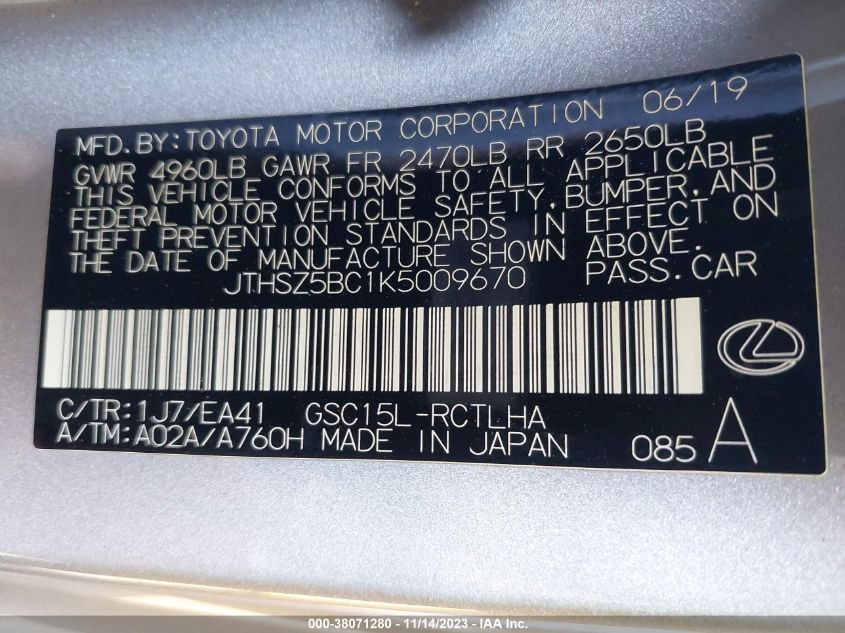 MFD. BY: TOYOTA MOTOR CORPORATION 06/19
GVWR 4960LB GAWR FR 2470LB RR 2650LB
THIS VEHICLE CONFORMS TO ALL APPLICABLE
FEDERAL MOTOR VEHICLE SAFETY, BUMPER, AND
THEFT PREVENTION STANDARDS IN EFFECT ON
THE DATE OF MANUFACTURE SHOWN ABOVE.
JTHSZ5BC1K5009670 PASS. CAR
C/TR: 1J7/EA41 GSC15L-RCTLHA
A/TM: A02A/A760H MADE IN JAPAN 085 A
000-38071280 - 11/14/2023 - IAA Inc.